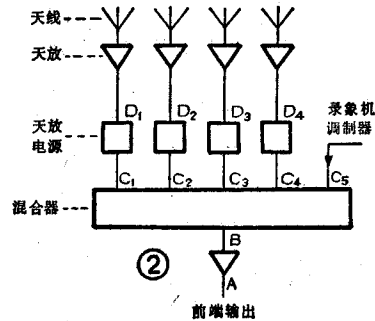 天线
天放
D1 D2 D3 D4
录象机
调制器
天放
电源
C1 C2 C3 C4 C5
混合器
B
②
A
前端输出